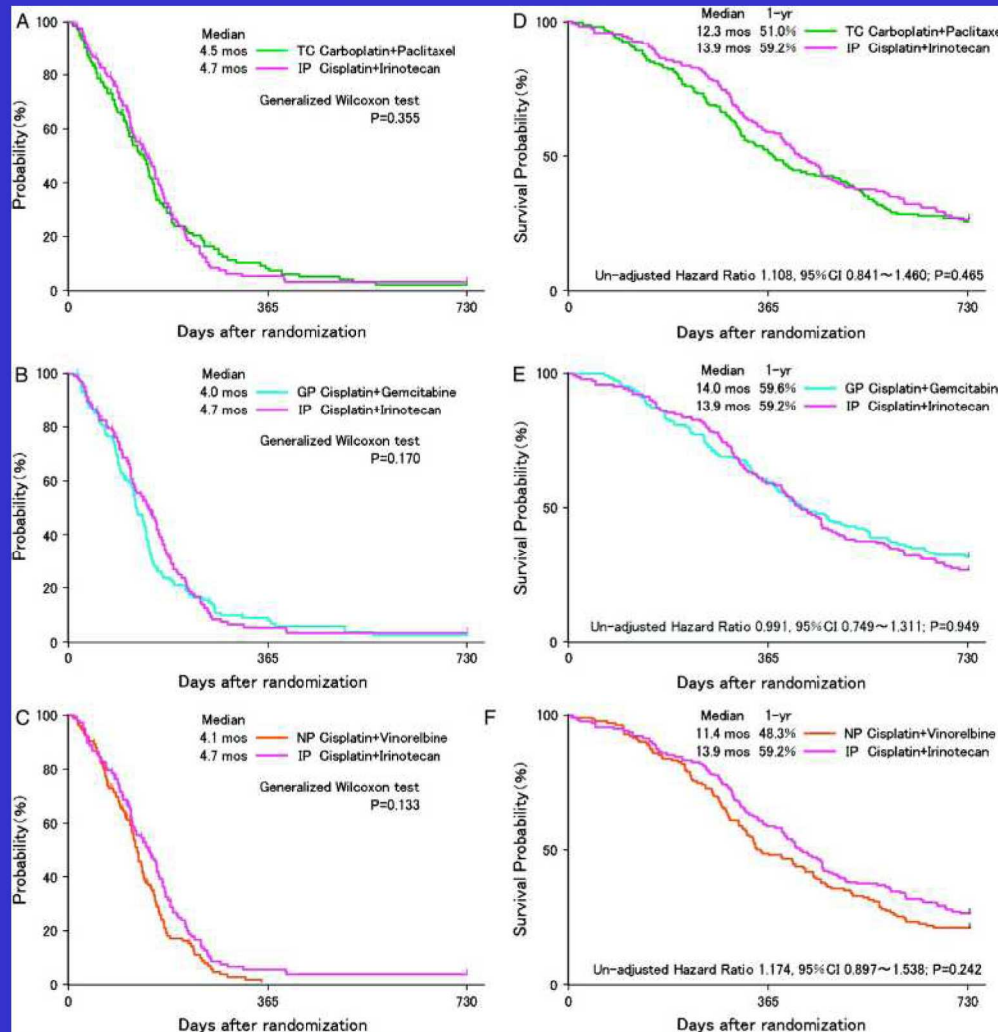 A
100
80
60
40
20
0
Probability (%)
Median
4.5 mos TC Carboplatin+Paclitaxel
4.7 mos IP Cisplatin+Irinotecan
Generalized Wilcoxon test
P=0.355
0 365 730
Days after randomization
D
100
50
0
Survival Probability (%)
Median 1-yr
12.3 mos 51.0% TC Carboplatin+Paclitaxe
13.9 mos 59.2% IP Cisplatin+Irinotecan
Un-adjusted Hazard Ratio 1.108, 95%CI 0.841～1.460; P=0.465
0 365 730
Days after randomization
B
100
80
60
40
20
0
Probability (%)
Median
4.0 mos GP Cisplatin+Gemcitabine
4.7 mos IP Cisplatin+Irinotecan
Generalized Wilcoxon test
P=0.170
0 365 730
Days after randomization
E
100
50
0
Survival Probability (%)
Median 1-yr
14.0 mos 59.6% GP Cisplatin+Gemcitabin
13.9 mos 59.2% IP Cisplatin+Irinotecan
Un-adjusted Hazard Ratio 0.991, 95%CI 0.749～1.311; P=0.949
0 365 730
Days after randomization
C
100
80
60
40
20
0
Probability (%)
Median
4.1 mos NP Cisplatin+Vinorelbine
4.7 mos IP Cisplatin+Irinotecan
Generalized Wilcoxon test
P=0.133
0 365 730
Days after randomization
F
100
50
0
Survival Probability (%)
Median 1-yr
11.4 mos 48.3% NP Cisplatin+Vinorelbine
13.9 mos 59.2% IP Cisplatin+Irinotecan
Un-adjusted Hazard Ratio 1.174, 95%CI 0.897～1.538; P=0.242
0 365 730
Days after randomization